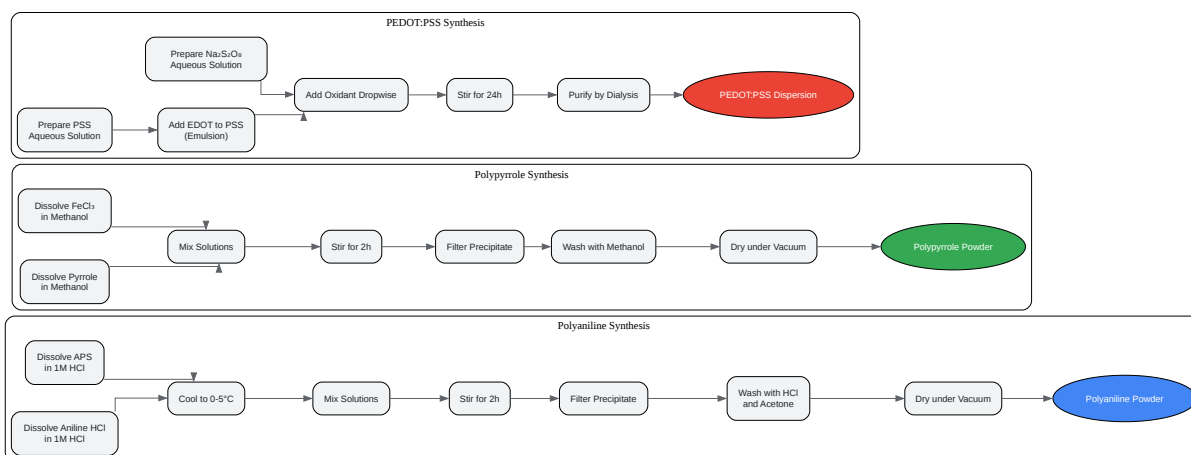 PEDOT:PSS Synthesis
Prepare Na₂S₂O₈
Aqueous Solution
Prepare PSS
Aqueous Solution
Add EDOT to PSS
(Emulsion)
Add Oxidant Dropwise
Stir for 24h
Purify by Dialysis
PEDOT:PSS Dispersion
Polypyrrole Synthesis
Dissolve FeCl₃
in Methanol
Dissolve Pyrrole
in Methanol
Mix Solutions
Stir for 2h
Filter Precipitate
Wash with Methanol
Dry under Vacuum
Polypyrrole Powder
Polyaniline Synthesis
Dissolve APS
in 1M HCl
Dissolve Aniline HCl
in 1M HCl
Cool to 0-5°C
Mix Solutions
Stir for 2h
Filter Precipitate
Wash with HCl
and Acetone
Dry under Vacuum
Polyaniline Powder